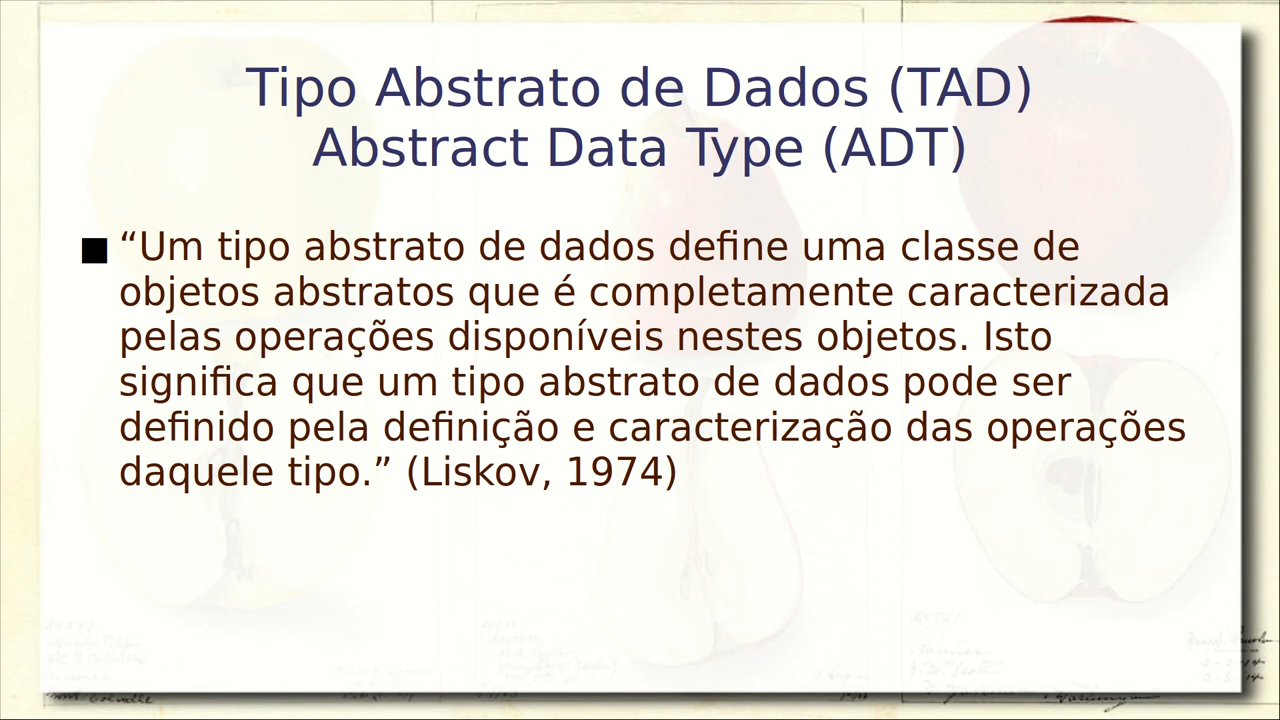 Tipo Abstrato de Dados (TAD)
Abstract Data Type (ADT)
“Um tipo abstrato de dados define uma classe de
objetos abstratos que é completamente caracterizada
pelas operações disponíveis nestes objetos. Isto
significa que um tipo abstrato de dados pode ser
definido pela definição e caracterização das operações
daquele tipo.” (Liskov, 1974)